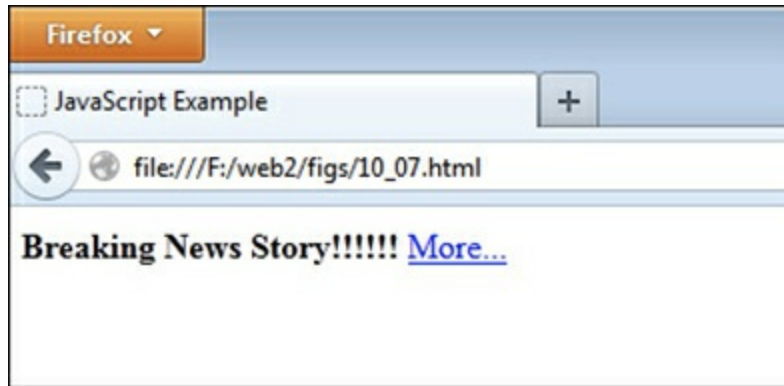 Firefox
JavaScript Example
file:///F:/web2/figs/10_07.html
Breaking News Story!!!!!! More...